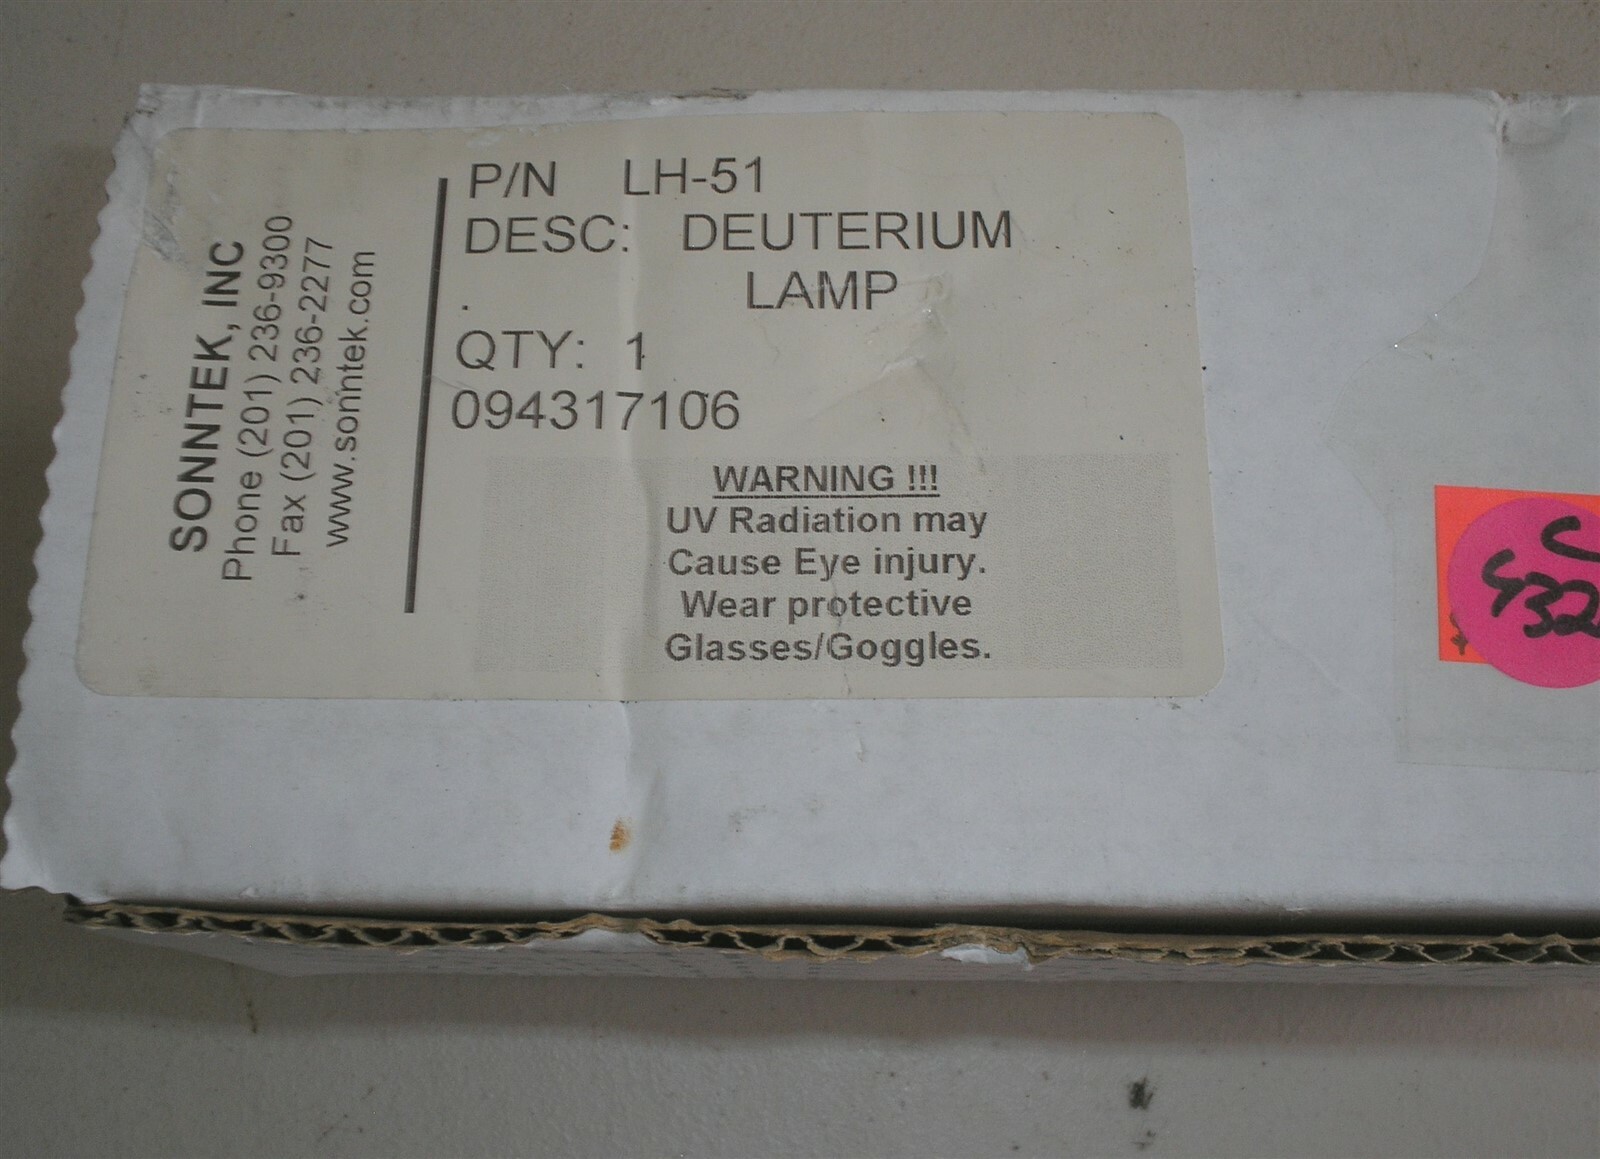 SONNTEK, INC
Phone (201) 236-9300
Fax (201) 236-2277
www.sonntek.com
P/N LH-51
DESC: DEUTERIUM
. LAMP
QTY: 1
094317106
WARNING !!!
UV Radiation may
Cause Eye injury.
Wear protective
Glasses/Goggles.